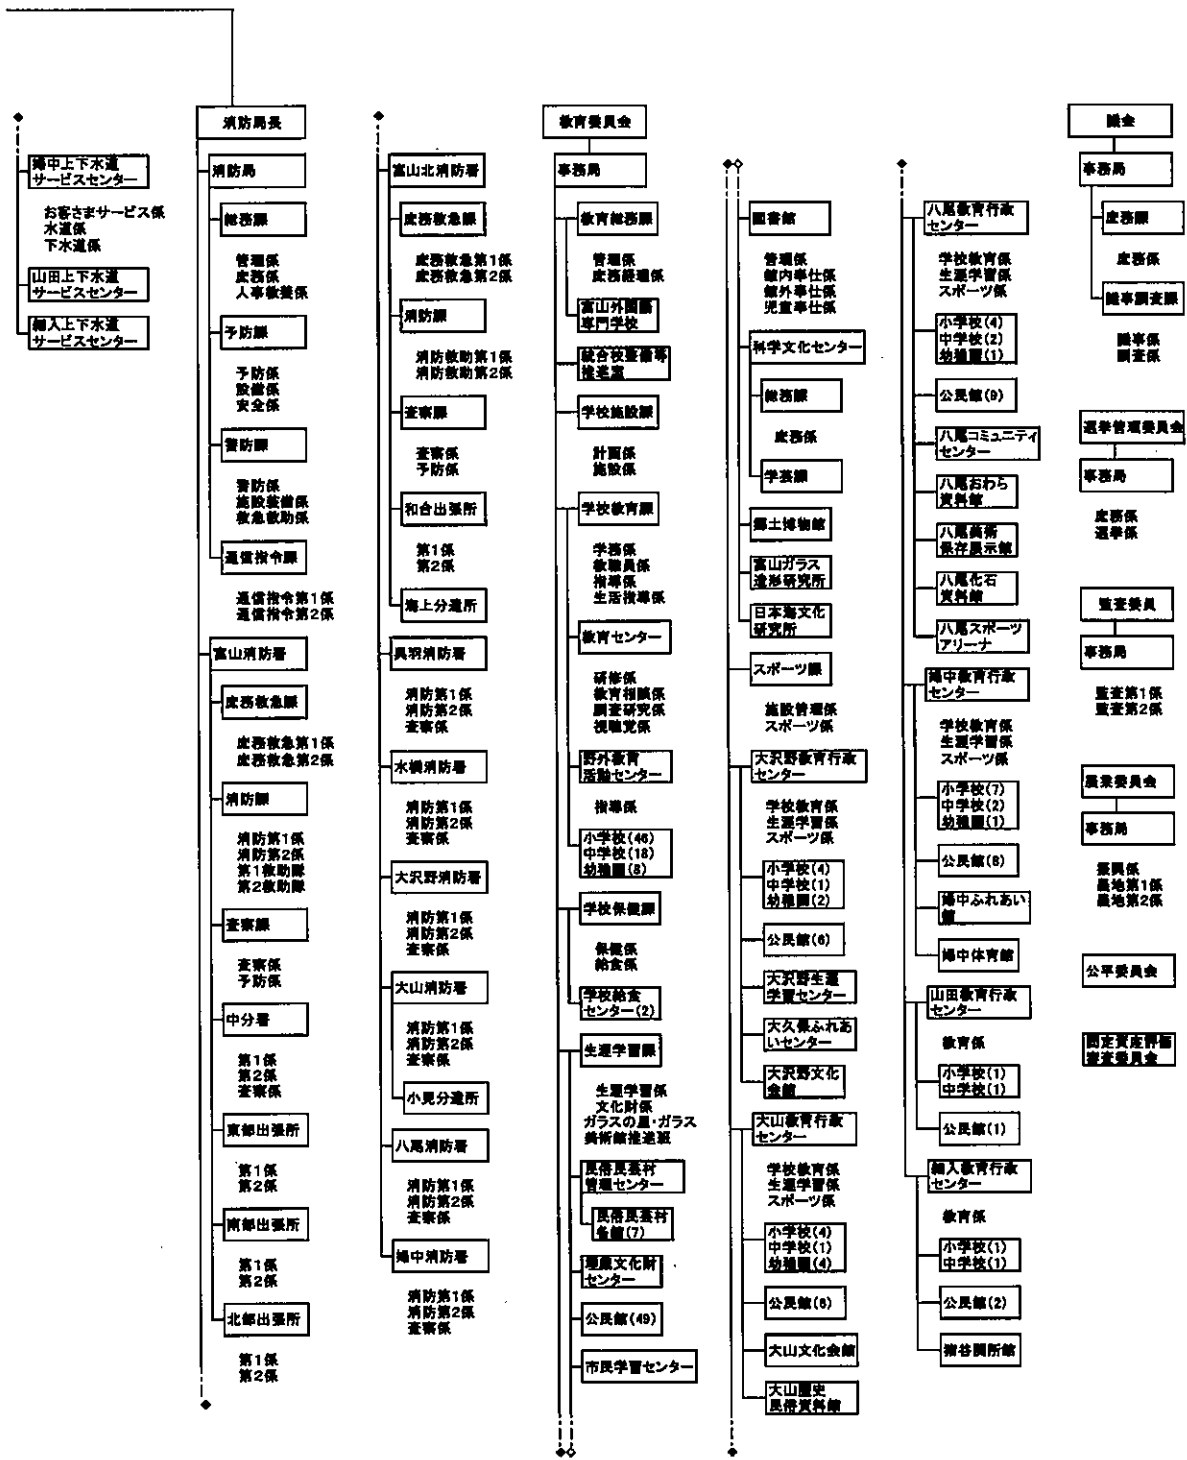 婦中上下水道
サービスセンター
お客さまサービス係
水道係
下水道係
山田上下水道
サービスセンター
細入上下水道
サービスセンター
消防局長
消防局
総務課
管理係
庶務係
人事教養係
予防課
予防係
設備係
安全係
警防課
警防係
施設装備係
救急救助係
通信指令課
通信指令第1係
通信指令第2係
富山消防署
庶務救急課
庶務救急第1係
庶務救急第2係
消防課
消防第1係
消防第2係
第1救助隊
第2救助隊
査察課
査察係
予防係
中分署
第1係
第2係
査察係
東部出張所
第1係
第2係
南部出張所
第1係
第2係
北部出張所
第1係
第2係
富山北消防署
庶務救急課
庶務救急第1係
庶務救急第2係
消防課
消防救助第1係
消防救助第2係
査察課
査察係
予防係
和合出張所
第1係
第2係
海上分遣所
呉羽消防署
消防第1係
消防第2係
査察係
水橋消防署
消防第1係
消防第2係
査察係
大沢野消防署
消防第1係
消防第2係
査察係
大山消防署
消防第1係
消防第2係
査察係
小見分遣所
八尾消防署
消防第1係
消防第2係
査察係
婦中消防署
消防第1係
消防第2係
査察係
教育委員会
事務局
教育総務課
管理係
庶務経理係
富山外国語
専門学校
統合校整備等
推進室
学校施設課
計画係
施設係
学校教育課
学務係
教職員係
指導係
生活指導係
教育センター
研修係
教育相談係
調査研究係
視聴覚係
野外教育
活動センター
指導係
小学校(46)
中学校(18)
幼稚園(8)
学校保健課
保健係
給食係
学校給食
センター(2)
生涯学習課
生涯学習係
文化財係
ガラスの里・ガラス
美術館推進班
民俗民芸村
管理センター
民俗民芸村
各館(7)
埋蔵文化財
センター
公民館(49)
市民学習センター
図書館
管理係
館内奉仕係
館外奉仕係
児童奉仕係
科学文化センター
総務課
庶務係
学芸課
郷土博物館
富山ガラス
造形研究所
日本海文化
研究所
スポーツ課
施設管理係
スポーツ係
大沢野教育行政
センター
学校教育係
生涯学習係
スポーツ係
小学校(4)
中学校(1)
幼稚園(2)
公民館(6)
大沢野生涯
学習センター
大久保ふれあ
いセンター
大沢野文化
会館
大山教育行政
センター
学校教育係
生涯学習係
スポーツ係
小学校(4)
中学校(1)
幼稚園(4)
公民館(6)
大山文化会館
大山歴史
民俗資料館
八尾教育行政
センター
学校教育係
生涯学習係
スポーツ係
小学校(4)
中学校(2)
幼稚園(1)
公民館(9)
八尾コミュニティ
センター
八尾おわら
資料館
八尾美術
保存展示館
八尾化石
資料館
八尾スポーツ
アリーナ
婦中教育行政
センター
学校教育係
生涯学習係
スポーツ係
小学校(7)
中学校(2)
幼稚園(1)
公民館(8)
婦中ふれあい
館
婦中体育館
山田教育行政
センター
教育係
小学校(1)
中学校(1)
公民館(1)
細入教育行政
センター
教育係
小学校(1)
中学校(1)
公民館(2)
猪谷関所館
議会
事務局
庶務課
庶務係
議事調査課
議事係
調査係
選挙管理委員会
事務局
庶務係
選挙係
監査委員
事務局
監査第1係
監査第2係
農業委員会
事務局
振興係
農地第1係
農地第2係
公平委員会
固定資産評価
審査委員会